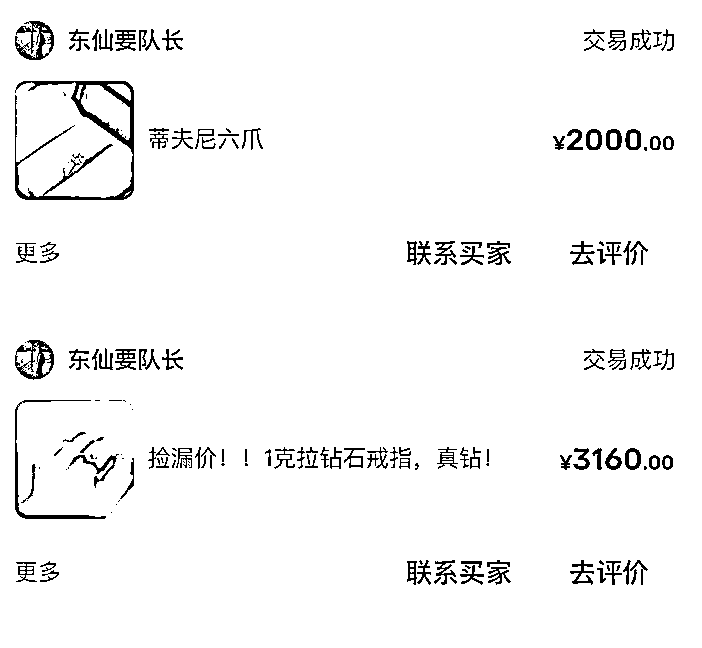 东仙要队长 交易成功
蒂夫尼六爪 ¥2000.00
更多 联系买家 去评价
东仙要队长 交易成功
捡漏价！！1克拉钻石戒指，真钻！ ¥3160.00
更多 联系买家 去评价